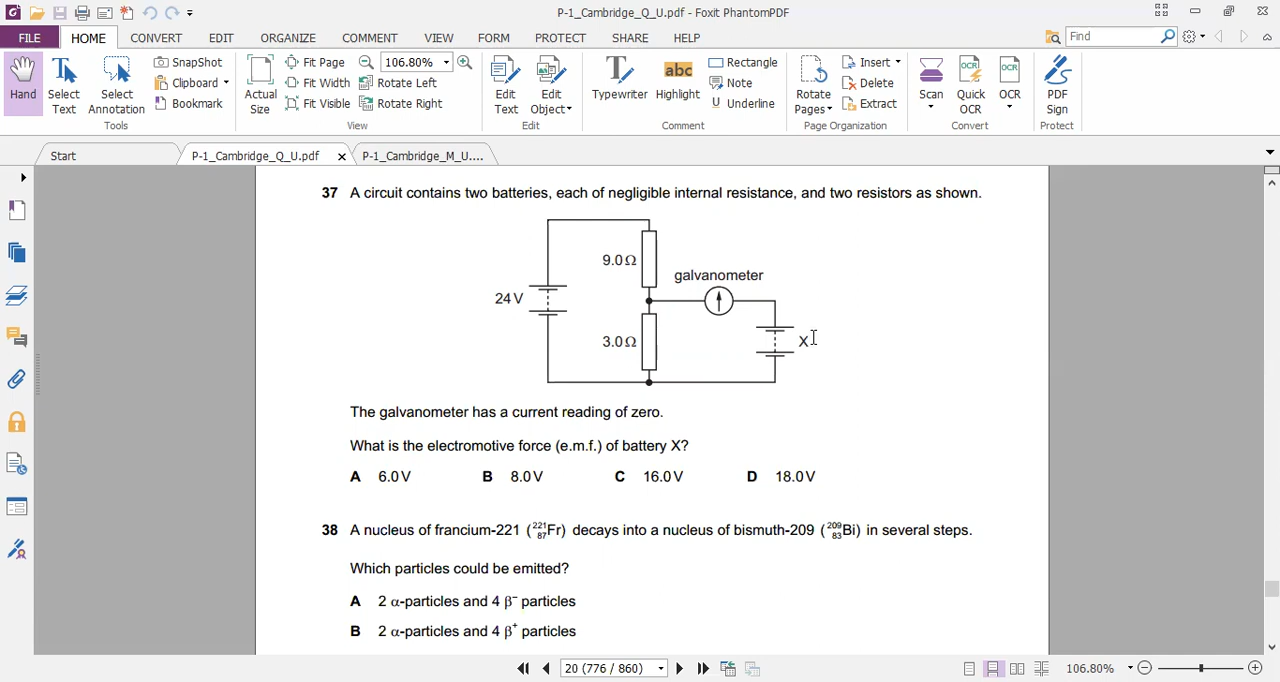 P-1_Cambridge_Q_U.pdf - Foxit PhantomPDF
FILE HOME CONVERT EDIT ORGANIZE COMMENT VIEW FORM PROTECT SHARE HELP Find
Hand
Select Text
Select Annotation
SnapShot
Clipboard
Bookmark
Tools
Actual Size
Fit Page
Fit Width
Fit Visible
106.80%
Rotate Left
Rotate Right
View
Edit Text
Edit Object
Edit
Typewriter
abc
Highlight
Rectangle
Note
U Underline
Comment
Rotate Pages
Insert
Delete
Extract
Page Organization
Scan
Quick OCR
OCR
Convert
PDF Sign
Protect
Start P-1_Cambridge_Q_U.pdf x P-1_Cambridge_M_U....
37 A circuit contains two batteries, each of negligible internal resistance, and two resistors as shown.
9.0 Ω
galvanometer
24 V
3.0 Ω
X
The galvanometer has a current reading of zero.
What is the electromotive force (e.m.f.) of battery X?
A 6.0 V B 8.0 V C 16.0 V D 18.0 V
38 A nucleus of francium-221 (²²¹₈₇Fr) decays into a nucleus of bismuth-209 (²⁰⁹₈₃Bi) in several steps.
Which particles could be emitted?
A 2 α-particles and 4 β⁻ particles
B 2 α-particles and 4 β⁺ particles
20 (776 / 860) 106.80%